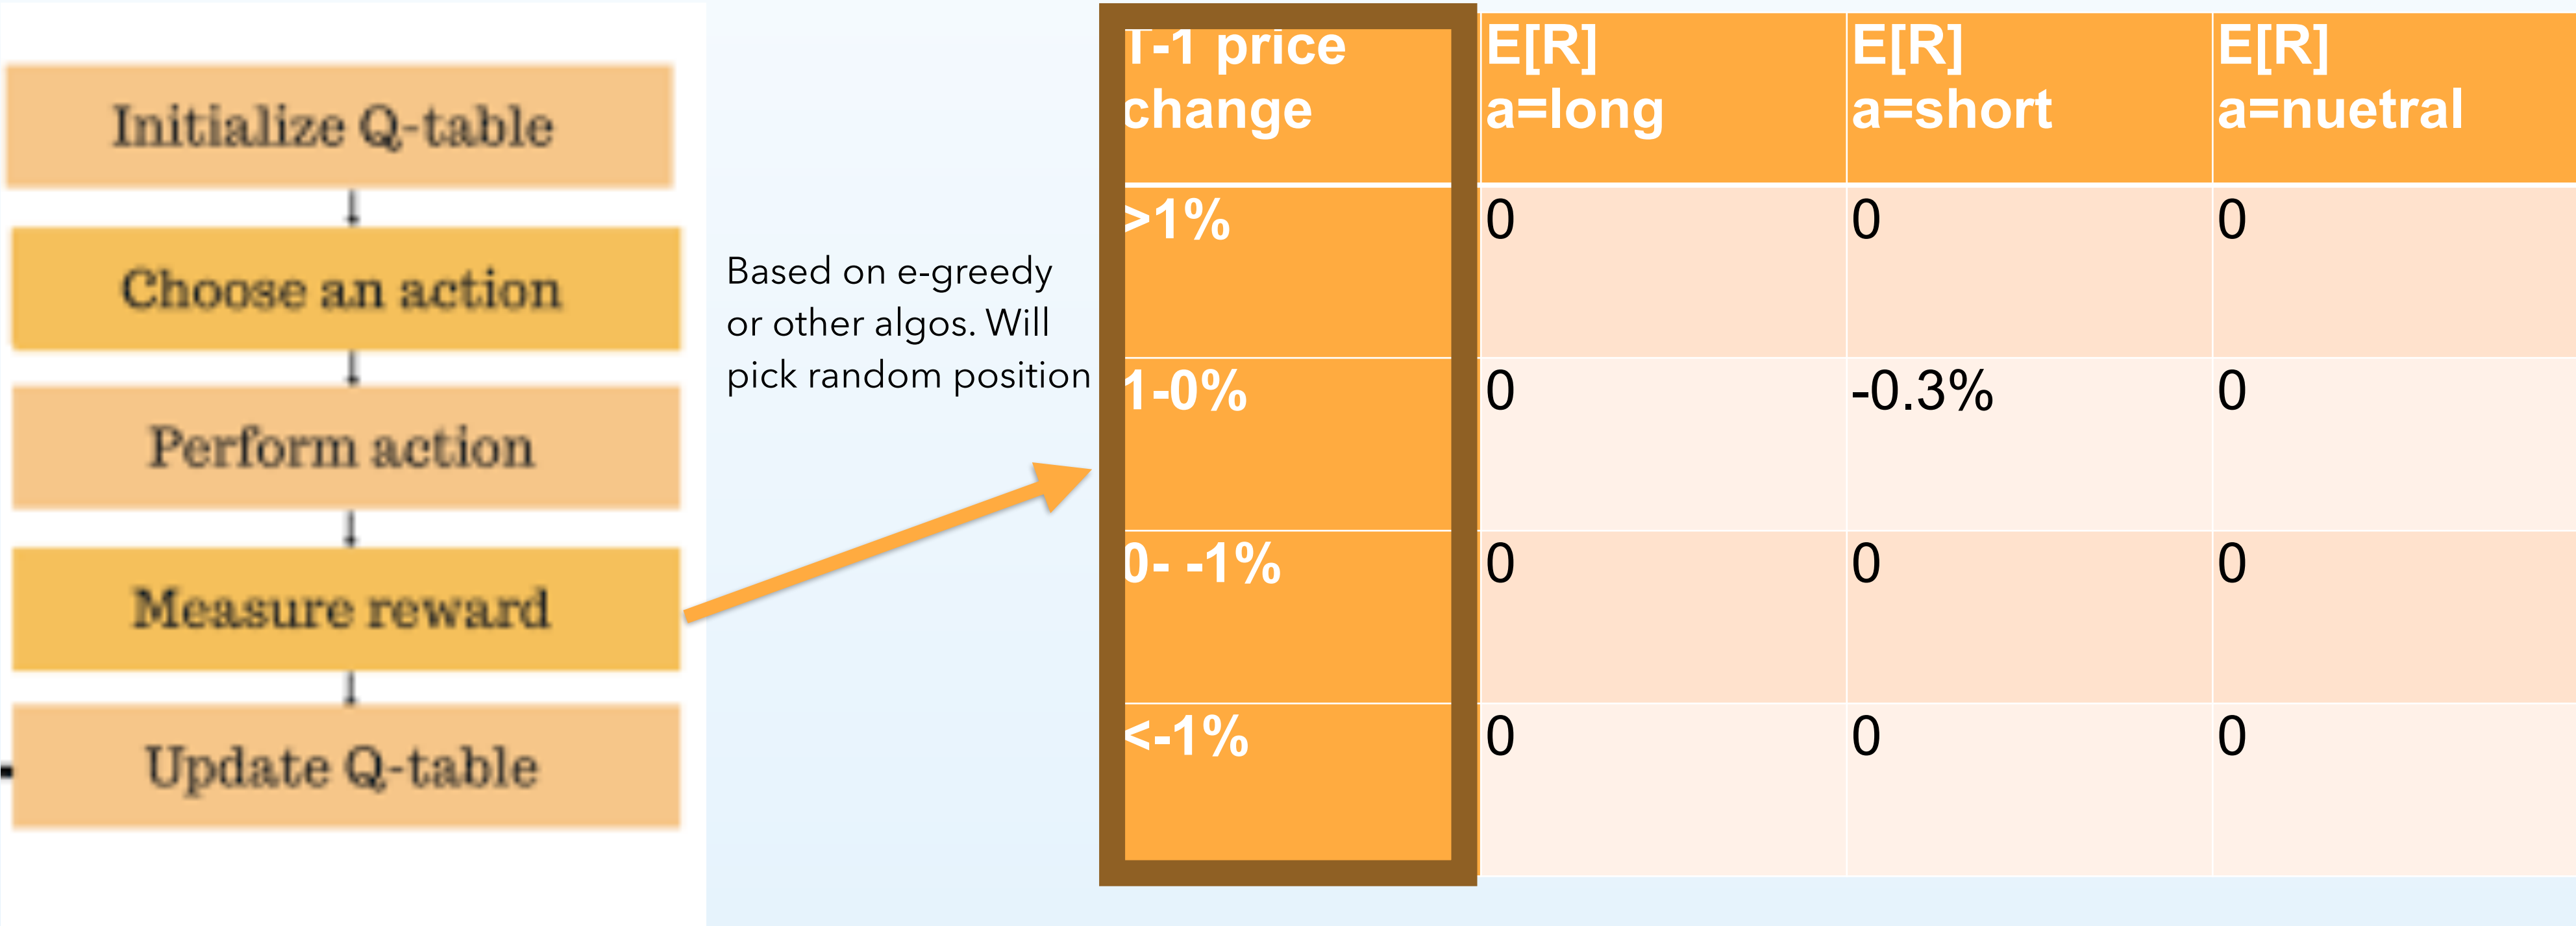 Initialize Q-table
Choose an action
Perform action
Measure reward
Update Q-table
Based on e-greedy
or other algos. Will
pick random position
T-1 price
change
E[R]
a=long
E[R]
a=short
E[R]
a=nuetral
>1%
0
0
0
1-0%
0
-0.3%
0
0- -1%
0
0
0
<-1%
0
0
0